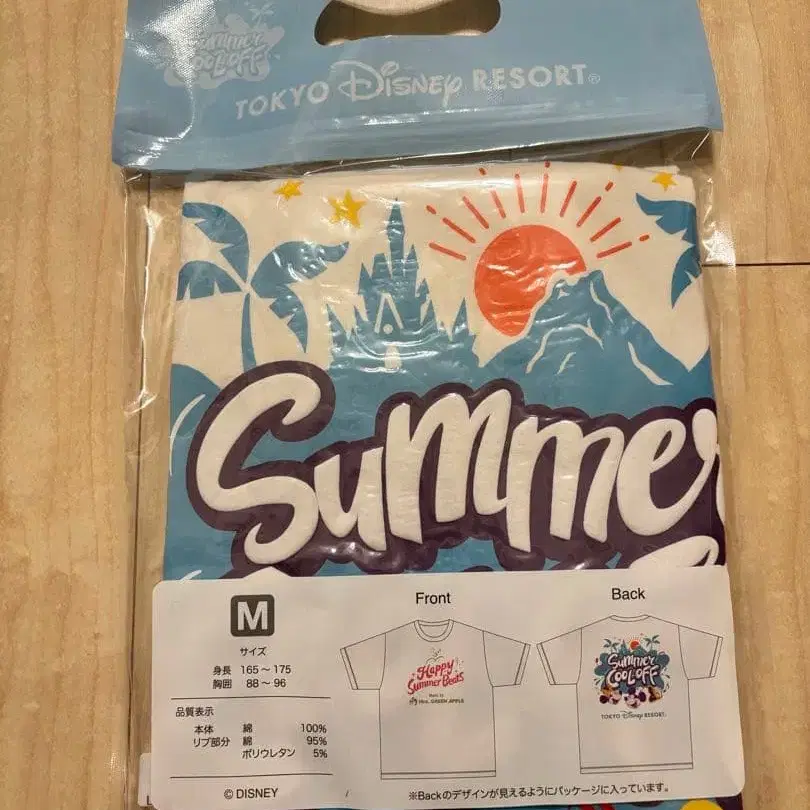 Summer
COOL OFF
TOKYO Disney RESORT®
Summer
M
サイズ
身長 165～175
胸囲 88～96
品質表示
本体 綿 100%
リブ部分 綿 95%
ポリウレタン 5%
© DISNEY
Front
Happy
Summer Beats
Music by
Mrs. GREEN APPLE
Back
Summer
COOL OFF
TOKYO Disney RESORT
※Backのデザインが見えるようにパッケージに入っています。